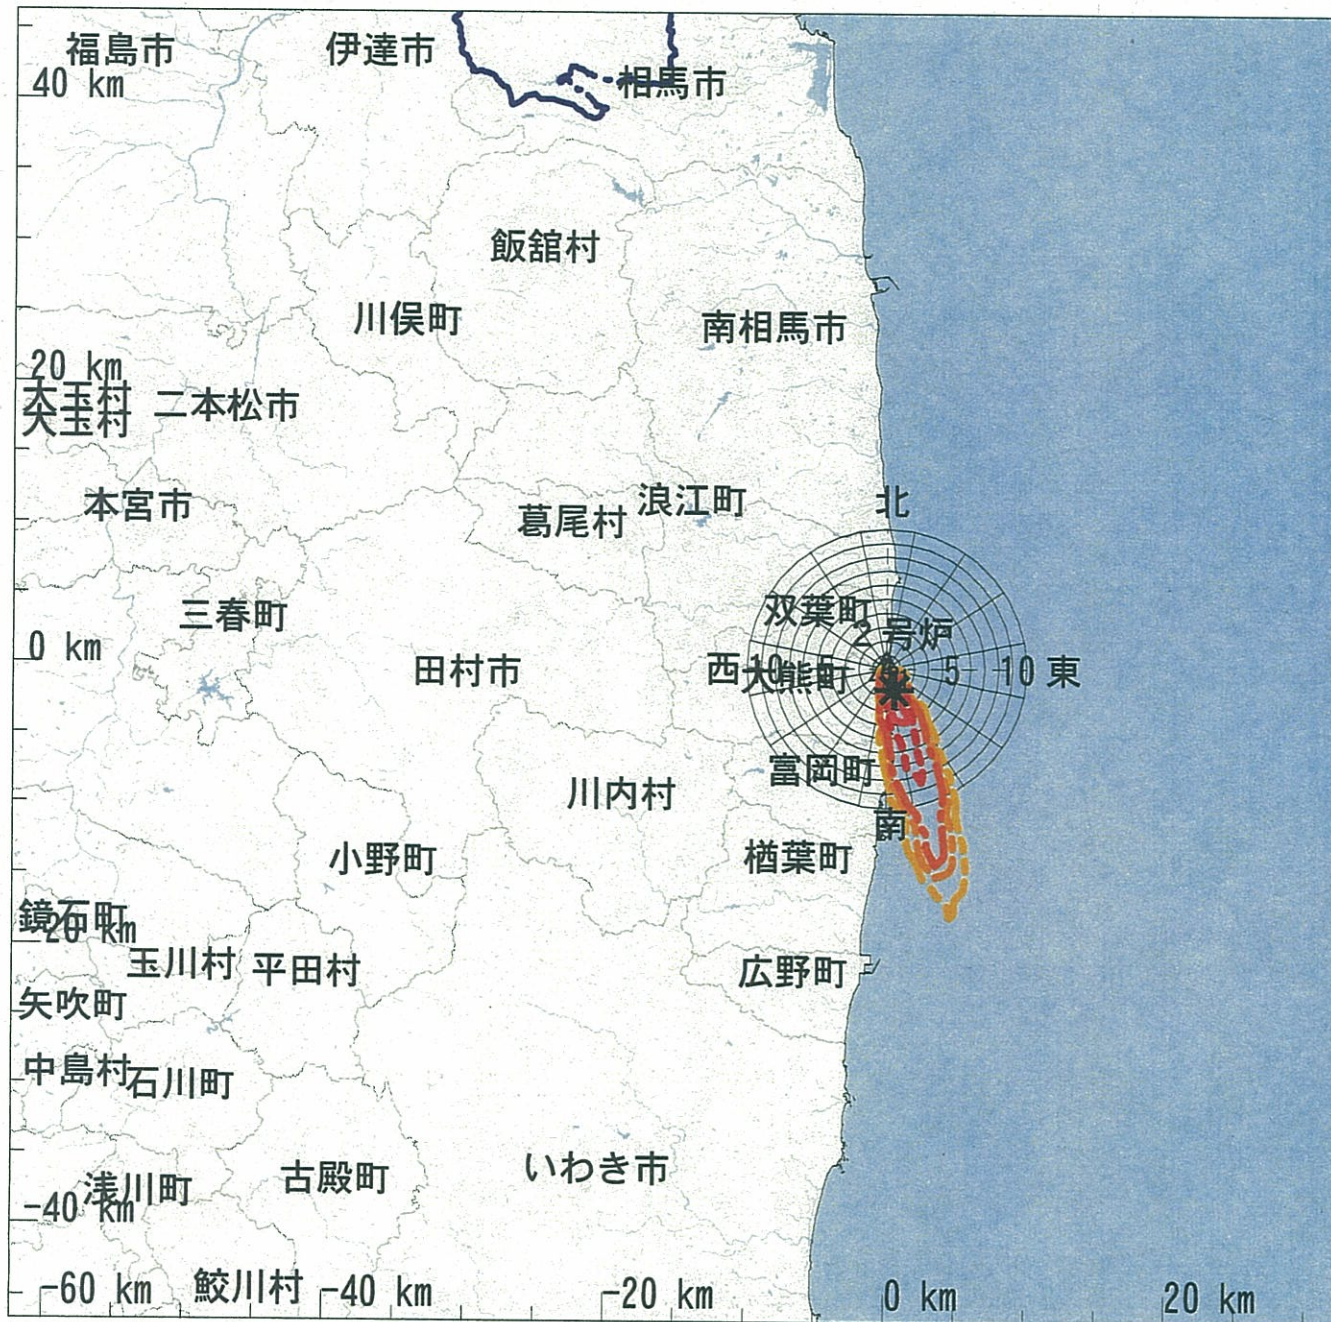 福島市
伊達市
40 km
相馬市
飯舘村
川俣町
南相馬市
20 km
大玉村
大玉村
二本松市
本宮市
葛尾村
浪江町
北
三春町
双葉町
2号炉
0 km
田村市
西
10
5
大熊町
5
10
東
川内村
富岡町
南
小野町
楢葉町
鏡石町
-20 km
玉川村
平田村
広野町
矢吹町
中島村
石川町
いわき市
古殿町
浅川町
-40 km
鮫川村
-60 km
-40 km
-20 km
0 km
20 km